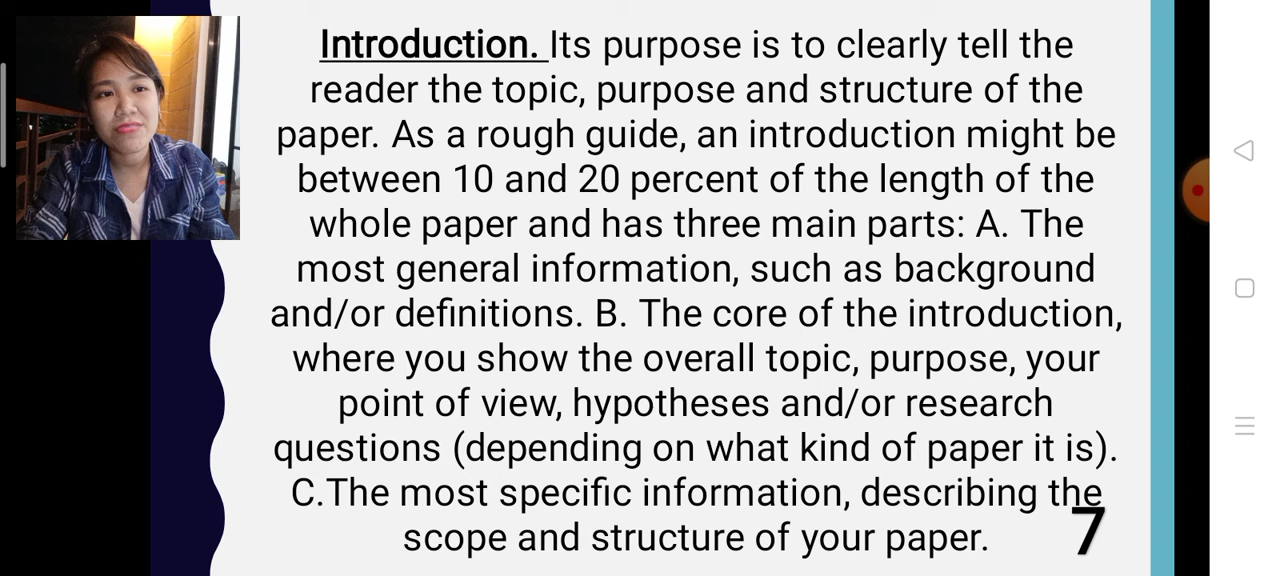 Introduction. Its purpose is to clearly tell the
reader the topic, purpose and structure of the
paper. As a rough guide, an introduction might be
between 10 and 20 percent of the length of the
whole paper and has three main parts: A. The
most general information, such as background
and/or definitions. B. The core of the introduction,
where you show the overall topic, purpose, your
point of view, hypotheses and/or research
questions (depending on what kind of paper it is).
C.The most specific information, describing the
scope and structure of your paper.
7